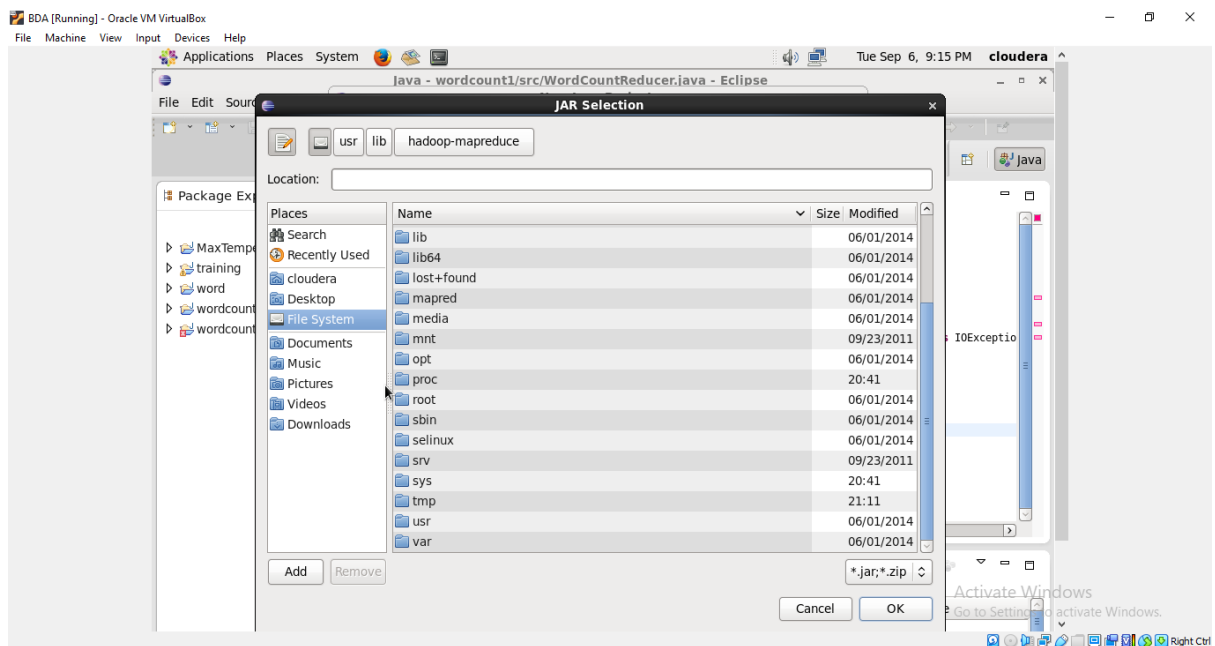 BDA [Running] - Oracle VM VirtualBox
File Machine View Input Devices Help
Applications Places System Tue Sep 6, 9:15 PM cloudera
Java - wordcount1/src/WordCountReducer.java - Eclipse
File Edit Sourc
JAR Selection
usr lib hadoop-mapreduce
Java
Location:
Package Exp
Places Name Size Modified
Search lib 06/01/2014
Recently Used lib64 06/01/2014
MaxTempe cloudera lost+found 06/01/2014
training Desktop mapred 06/01/2014
word File System media 06/01/2014
wordcount Documents mnt 09/23/2011 IOExceptio
wordcount Music opt 06/01/2014
Pictures proc 20:41
Videos root 06/01/2014
Downloads sbin 06/01/2014
selinux 06/01/2014
srv 09/23/2011
sys 20:41
tmp 21:11
usr 06/01/2014
var 06/01/2014
Add Remove *.jar;*.zip
Cancel OK
Activate Windows
Go to Settings to activate Windows.
Right Ctrl